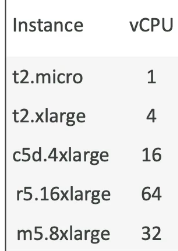 Instance vCPU
t2.micro 1
t2.xlarge 4
c5d.4xlarge 16
r5.16xlarge 64
m5.8xlarge 32